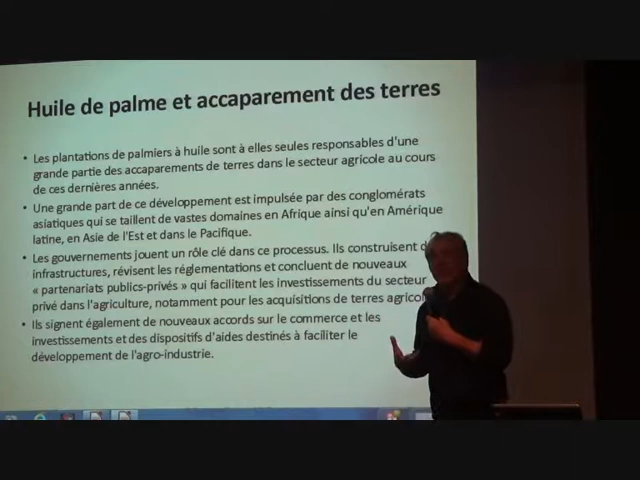 Huile de palme et accaparement des terres
• Les plantations de palmiers à huile sont à elles seules responsables d'une
grande partie des accaparements de terres dans le secteur agricole au cours
de ces dernières années.
• Une grande part de ce développement est impulsée par des conglomérats
asiatiques qui se taillent de vastes domaines en Afrique ainsi qu'en Amérique
latine, en Asie de l'Est et dans le Pacifique.
• Les gouvernements jouent un rôle clé dans ce processus. Ils construisent
infrastructures, révisent les réglementations et concluent de nouveaux
« partenariats publics-privés » qui facilitent les investissements du secteur
privé dans l'agriculture, notamment pour les acquisitions de terres
• Ils signent également de nouveaux accords sur le commerce et les
investissements et des dispositifs d'aides destinés à faciliter le
développement de l'agro-industrie.